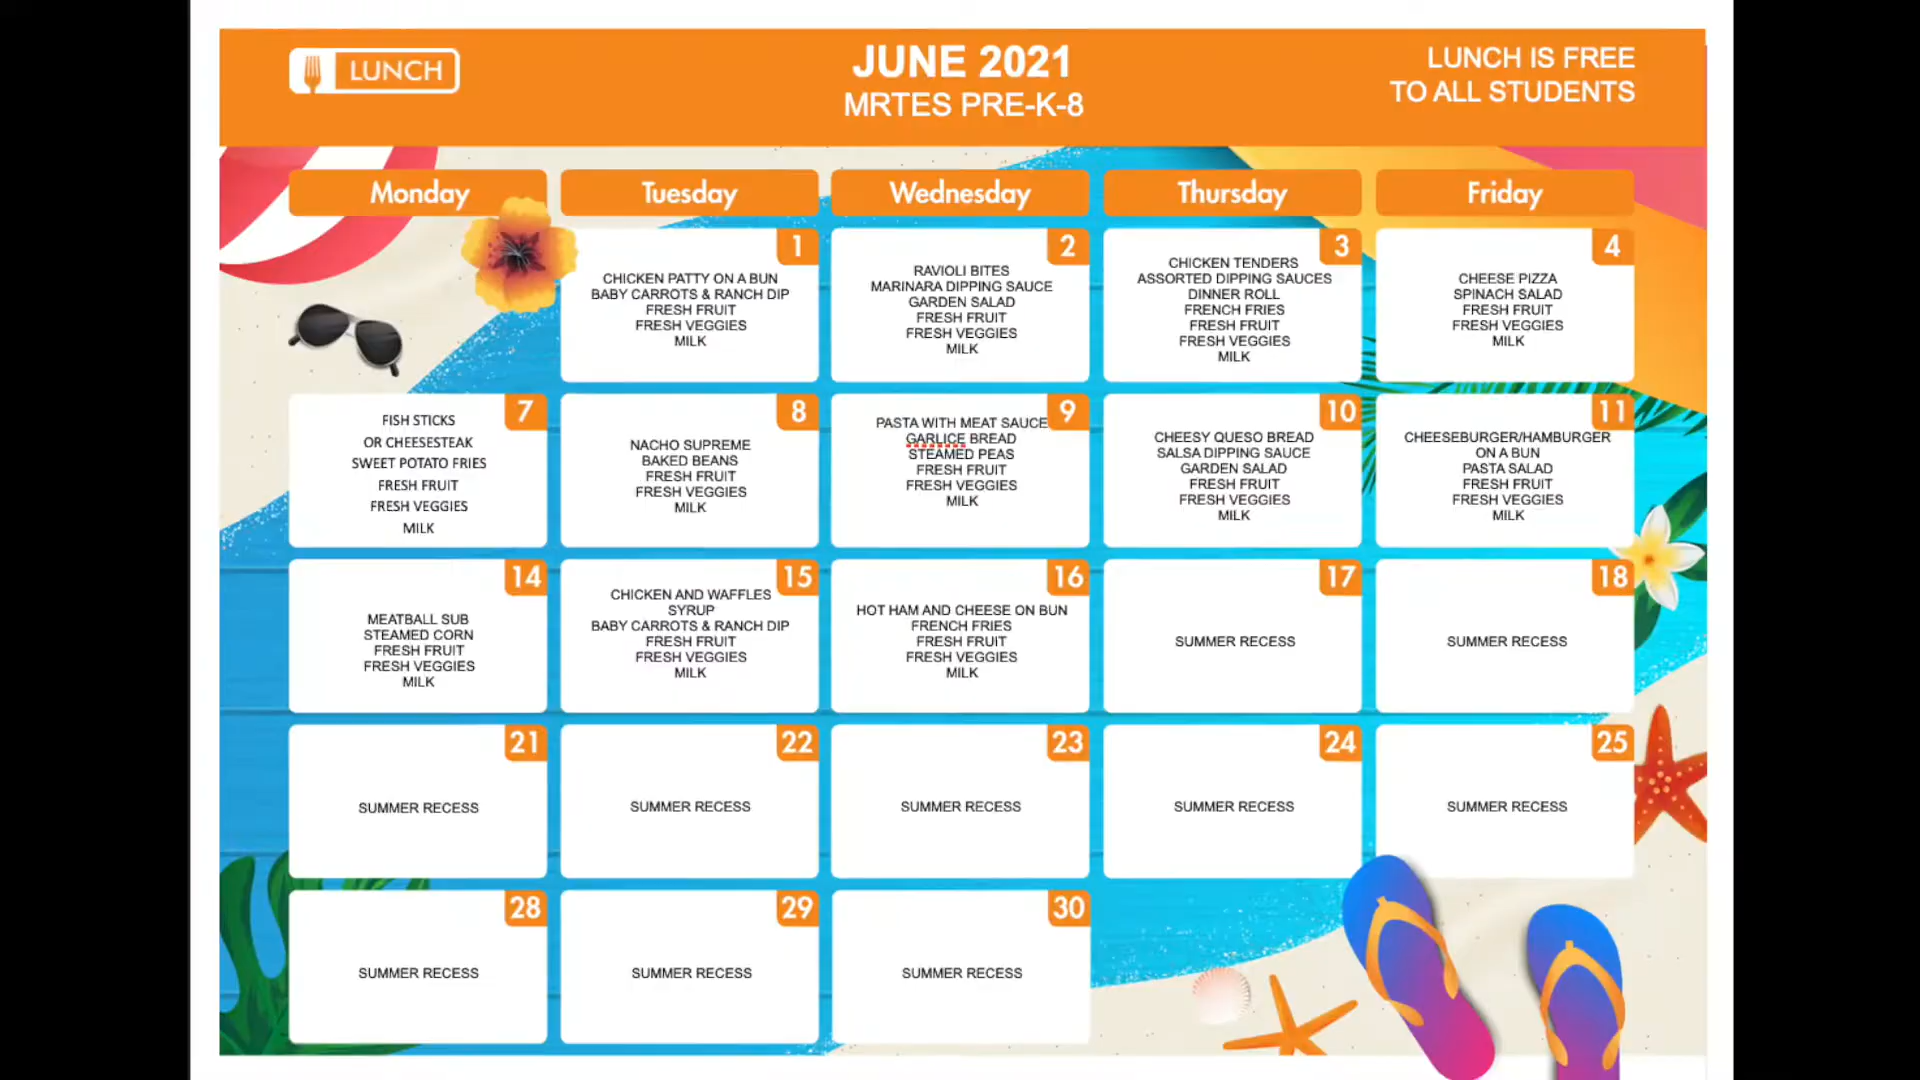 LUNCH
JUNE 2021
MRTES PRE-K-8
LUNCH IS FREE
TO ALL STUDENTS
Monday
Tuesday
Wednesday
Thursday
Friday
1
CHICKEN PATTY ON A BUN
BABY CARROTS & RANCH DIP
FRESH FRUIT
FRESH VEGGIES
MILK
2
RAVIOLI BITES
MARINARA DIPPING SAUCE
GARDEN SALAD
FRESH FRUIT
FRESH VEGGIES
MILK
3
CHICKEN TENDERS
ASSORTED DIPPING SAUCES
DINNER ROLL
FRENCH FRIES
FRESH FRUIT
FRESH VEGGIES
MILK
4
CHEESE PIZZA
SPINACH SALAD
FRESH FRUIT
FRESH VEGGIES
MILK
7
FISH STICKS
OR CHEESESTEAK
SWEET POTATO FRIES
FRESH FRUIT
FRESH VEGGIES
MILK
8
NACHO SUPREME
BAKED BEANS
FRESH FRUIT
FRESH VEGGIES
MILK
9
PASTA WITH MEAT SAUCE
GARLICE BREAD
STEAMED PEAS
FRESH FRUIT
FRESH VEGGIES
MILK
10
CHEESY QUESO BREAD
SALSA DIPPING SAUCE
GARDEN SALAD
FRESH FRUIT
FRESH VEGGIES
MILK
11
CHEESEBURGER/HAMBURGER
ON A BUN
PASTA SALAD
FRESH FRUIT
FRESH VEGGIES
MILK
14
MEATBALL SUB
STEAMED CORN
FRESH FRUIT
FRESH VEGGIES
MILK
15
CHICKEN AND WAFFLES
SYRUP
BABY CARROTS & RANCH DIP
FRESH FRUIT
FRESH VEGGIES
MILK
16
HOT HAM AND CHEESE ON BUN
FRENCH FRIES
FRESH FRUIT
FRESH VEGGIES
MILK
17
SUMMER RECESS
18
SUMMER RECESS
21
SUMMER RECESS
22
SUMMER RECESS
23
SUMMER RECESS
24
SUMMER RECESS
25
SUMMER RECESS
28
SUMMER RECESS
29
SUMMER RECESS
30
SUMMER RECESS